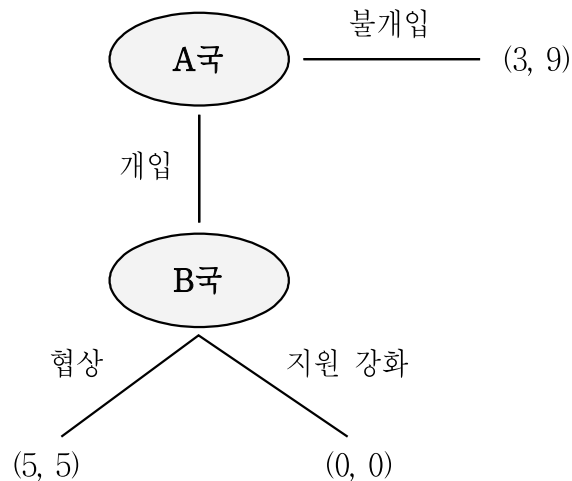 불개입
A국
(3, 9)
개입
B국
협상
지원 강화
(5, 5)
(0, 0)